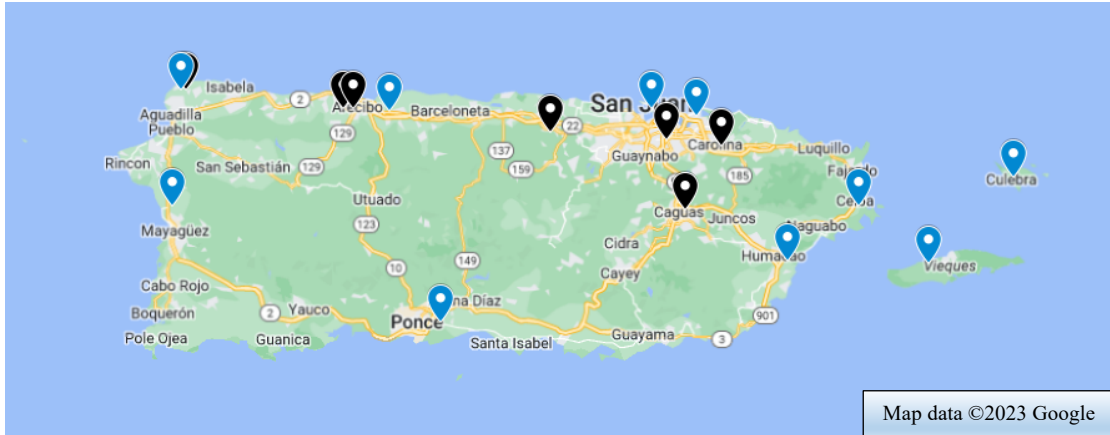 Isabela
2
San Juan
Arecibo
Barceloneta
Aguadilla
Pueblo
22
129
Carolina
137
Luquillo
Rincon
San Sebastián
129
159
Guaynabo
185
Fajardo
Culebra
Utuado
Ceiba
Caguas
Juncos
Mayagüez
123
Naguabo
Cidra
149
Humacao
10
Cayey
Vieques
Cabo Rojo
2
Yauco
Boquerón
Ponce
901
Pole Ojea
Guanica
Santa Isabel
Guayama
3
Map data ©2023 Google